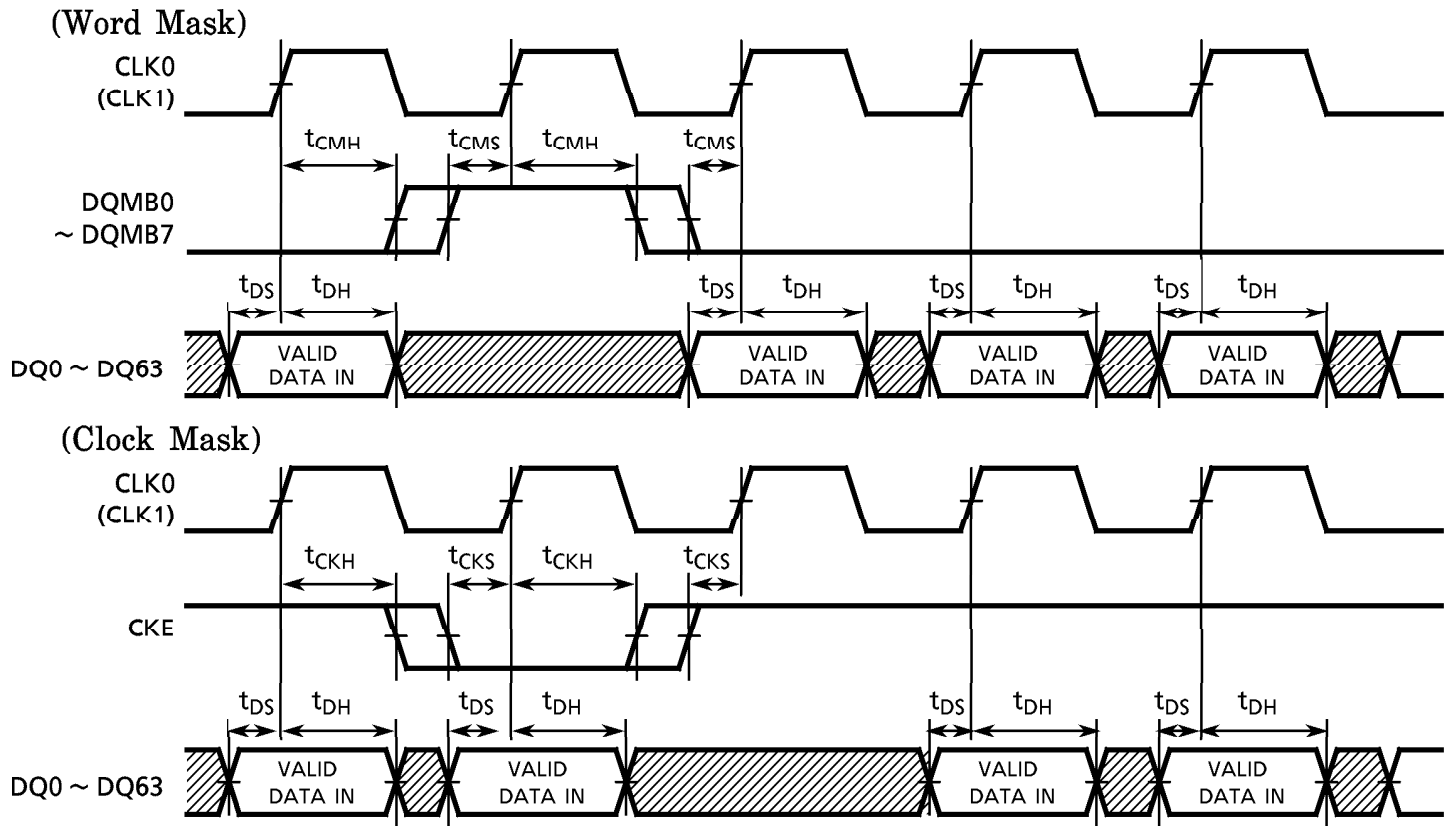 (Word Mask)
CLK0
(CLK1)
tCMH tCMS tCMH tCMS
DQMB0
~ DQMB7
tDS tDH tDS tDH tDS tDH tDS tDH
DQ0 ~ DQ63
VALID DATA IN
VALID DATA IN
VALID DATA IN
VALID DATA IN
(Clock Mask)
CLK0
(CLK1)
tCKH tCKS tCKH tCKS
CKE
tDS tDH tDS tDH tDS tDH tDS tDH
DQ0 ~ DQ63
VALID DATA IN
VALID DATA IN
VALID DATA IN
VALID DATA IN